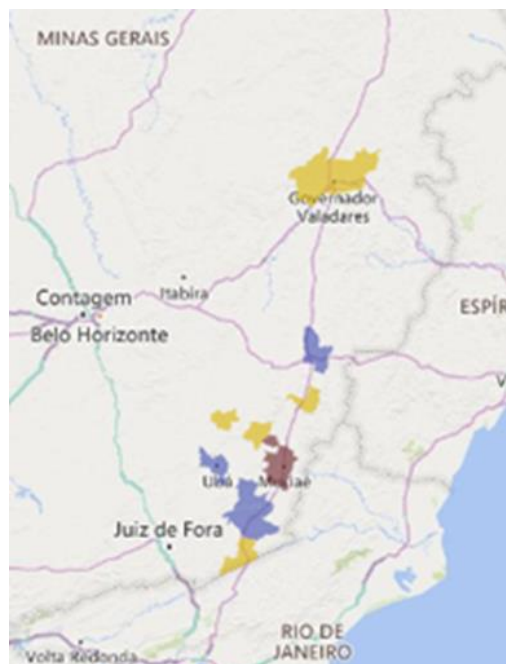 MINAS GERAIS
Governador
Valadares
Itabira
Contagem
Belo Horizonte
ESPÍR
V
Ubá
Muriaé
Juiz de Fora
RIO DE
JANEIRO
Volta Redonda